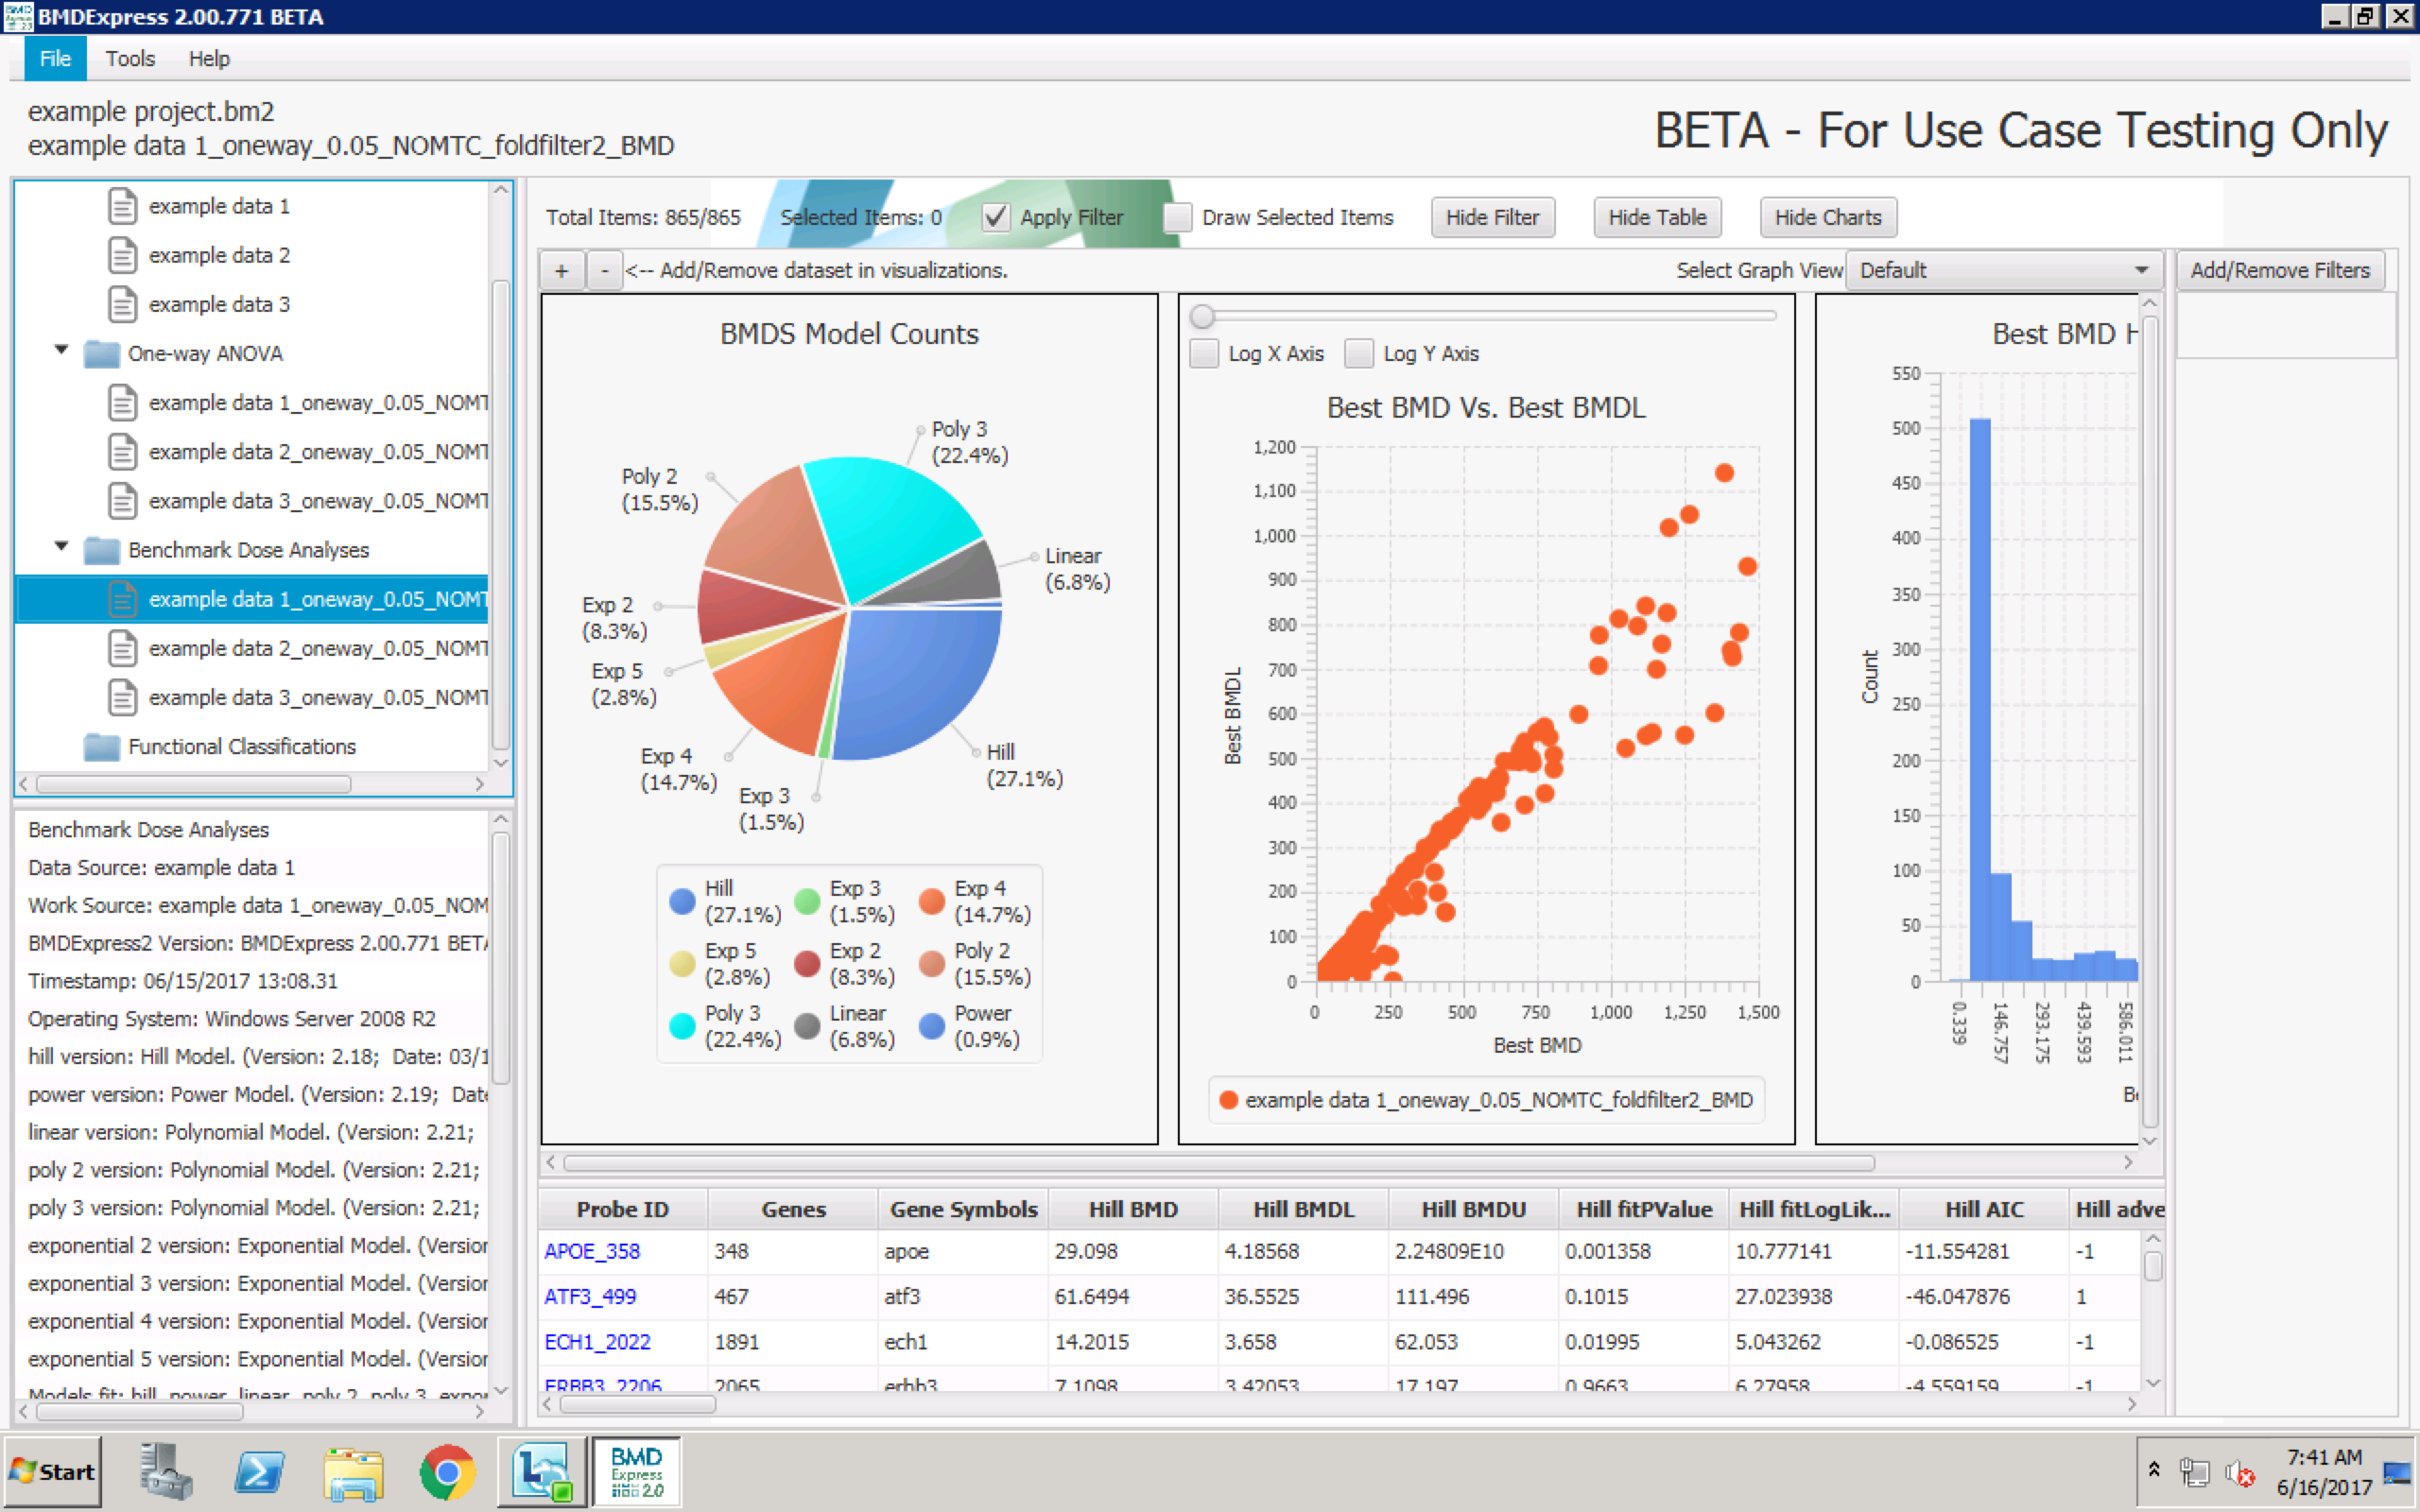 BMDExpress 2.00.771 BETA
File Tools Help
example project.bm2
example data 1_oneway_0.05_NOMTC_foldfilter2_BMD
BETA - For Use Case Testing Only
example data 1
example data 2
example data 3
One-way ANOVA
example data 1_oneway_0.05_NOMT
example data 2_oneway_0.05_NOMT
example data 3_oneway_0.05_NOMT
Benchmark Dose Analyses
example data 1_oneway_0.05_NOMT
example data 2_oneway_0.05_NOMT
example data 3_oneway_0.05_NOMT
Functional Classifications
Benchmark Dose Analyses
Data Source: example data 1
Work Source: example data 1_oneway_0.05_NOM
BMDExpress2 Version: BMDExpress 2.00.771 BETA
Timestamp: 06/15/2017 13:08.31
Operating System: Windows Server 2008 R2
hill version: Hill Model. (Version: 2.18; Date: 03/1
power version: Power Model. (Version: 2.19; Date
linear version: Polynomial Model. (Version: 2.21;
poly 2 version: Polynomial Model. (Version: 2.21;
poly 3 version: Polynomial Model. (Version: 2.21;
exponential 2 version: Exponential Model. (Version
exponential 3 version: Exponential Model. (Version
exponential 4 version: Exponential Model. (Version
exponential 5 version: Exponential Model. (Version
Models fit: hill, power, linear, poly 2, poly 3, expon
Total Items: 865/865 Selected Items: 0 Apply Filter Draw Selected Items Hide Filter Hide Table Hide Charts
+ - <-- Add/Remove dataset in visualizations. Select Graph View Default Add/Remove Filters
BMDS Model Counts
Poly 3
(22.4%)
Poly 2
(15.5%)
Linear
(6.8%)
Exp 2
(8.3%)
Exp 5
(2.8%)
Hill
(27.1%)
Exp 4
(14.7%)
Exp 3
(1.5%)
Hill Exp 3 Exp 4
(27.1%) (1.5%) (14.7%)
Exp 5 Exp 2 Poly 2
(2.8%) (8.3%) (15.5%)
Poly 3 Linear Power
(22.4%) (6.8%) (0.9%)
Log X Axis Log Y Axis
Best BMD Vs. Best BMDL
Best BMDL
1,200
1,100
1,000
900
800
700
600
500
400
300
200
100
0
0 250 500 750 1,000 1,250 1,500
Best BMD
example data 1_oneway_0.05_NOMTC_foldfilter2_BMD
Best BMD H
Count
550
500
450
400
350
300
250
200
150
100
50
0
0.339 146.757 293.175 439.593 586.011
Be
Probe ID Genes Gene Symbols Hill BMD Hill BMDL Hill BMDU Hill fitPValue Hill fitLogLik... Hill AIC Hill adve
APOE_358 348 apoe 29.098 4.18568 2.24809E10 0.001358 10.777141 -11.554281 -1
ATF3_499 467 atf3 61.6494 36.5525 111.496 0.1015 27.023938 -46.047876 1
ECH1_2022 1891 ech1 14.2015 3.658 62.053 0.01995 5.043262 -0.086525 -1
ERBB3_2206 2065 erbb3 7.1098 3.42053 17.197 0.9663 6.27958 -4.559159 -1
Start
BMD
Express
2.0
7:41 AM
6/16/2017